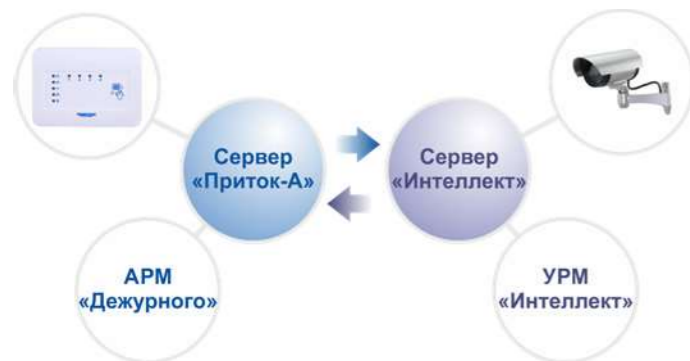 Сервер
«Приток-А»
Сервер
«Интеллект»
АРМ
«Дежурного»
УРМ
«Интеллект»